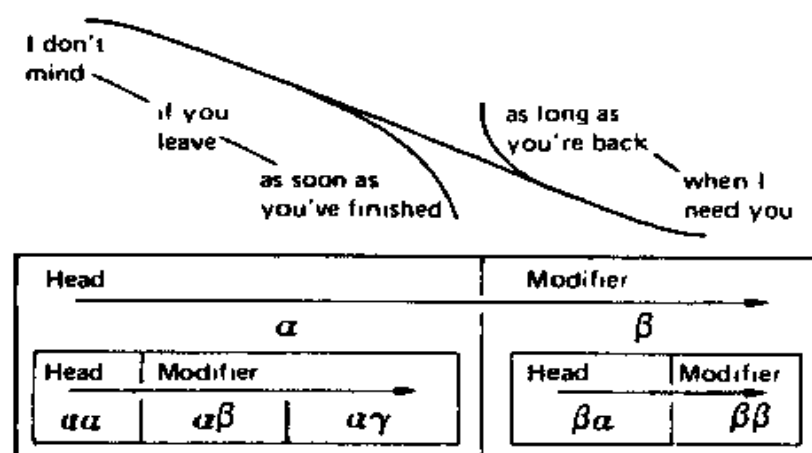 I don't
mind
if you
leave
as soon as
you've finished
as long as
you're back
when I
need you
Head Modifier
α β
Head Modifier Head Modifier
αα αβ αγ βα ββ